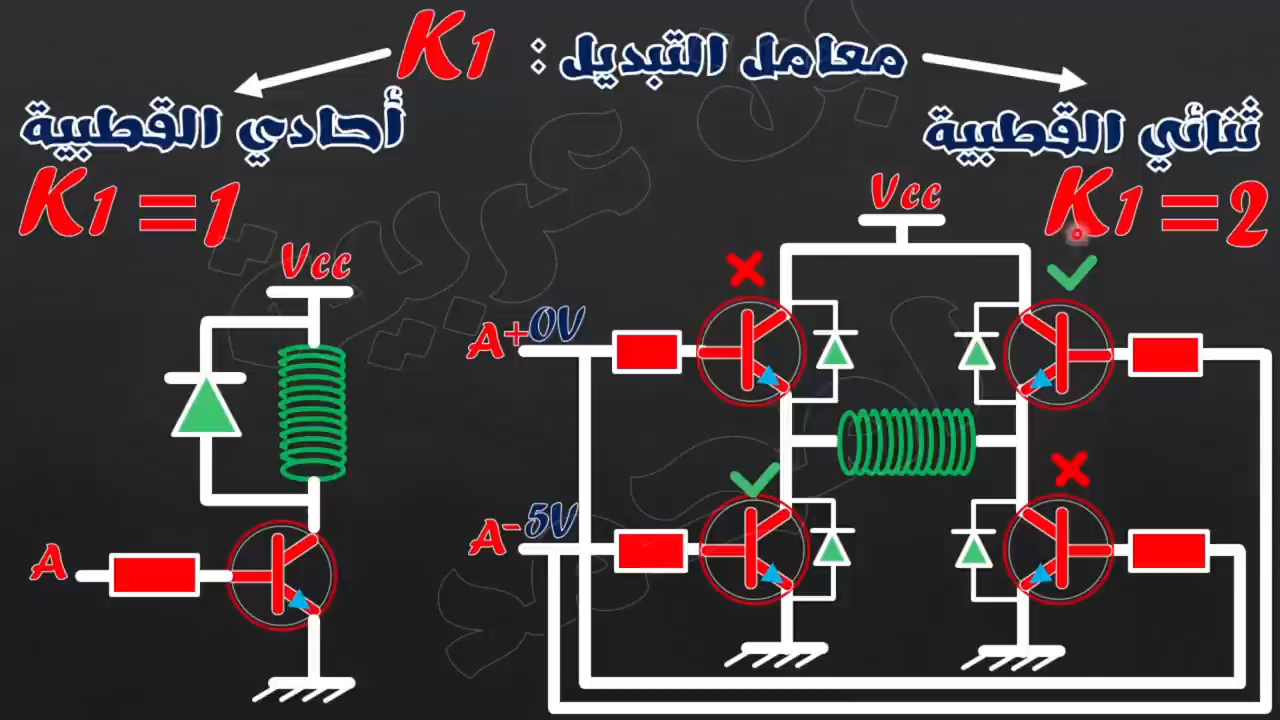 معامل التبديل : K1
ثنائي القطبية
أحادي القطبية
K1=2
K1=1
Vcc
Vcc
A+ 0V
A- 5V
A